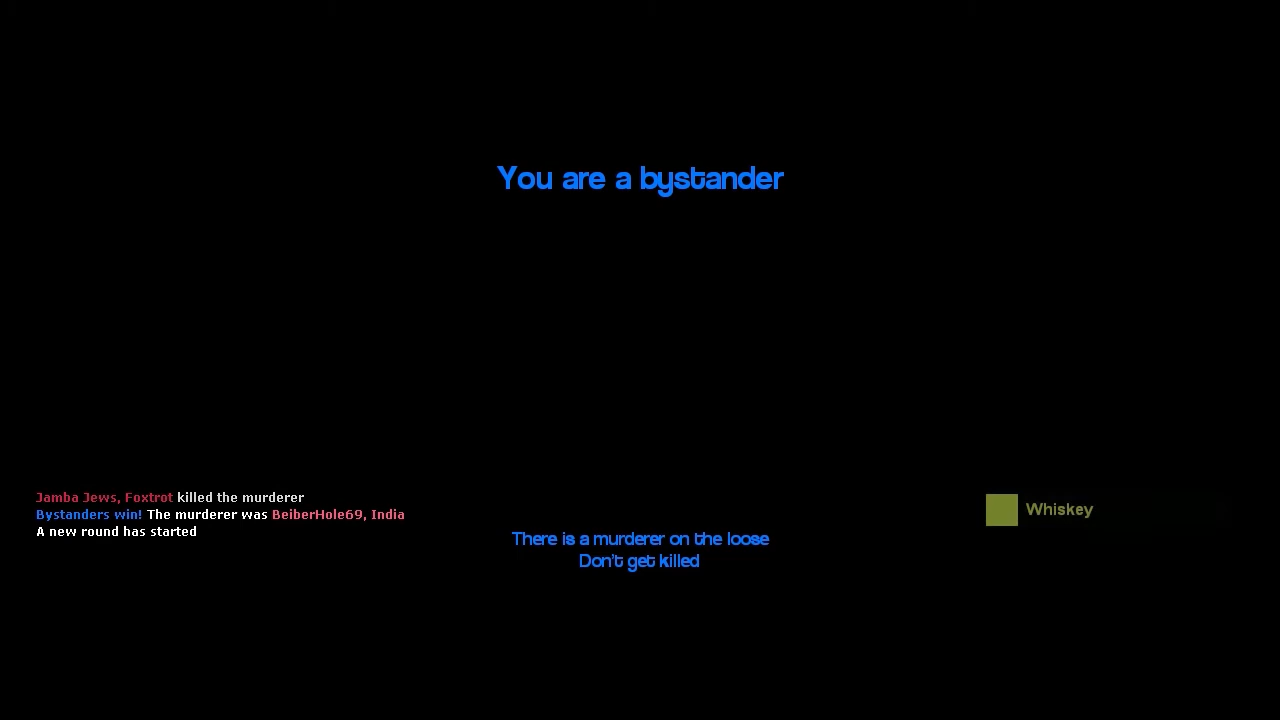 You are a bystander
Jamba Jews, Foxtrot killed the murderer
Bystanders win! The murderer was BeiberHole69, India
A new round has started
There is a murderer on the loose
Don't get killed
Whiskey